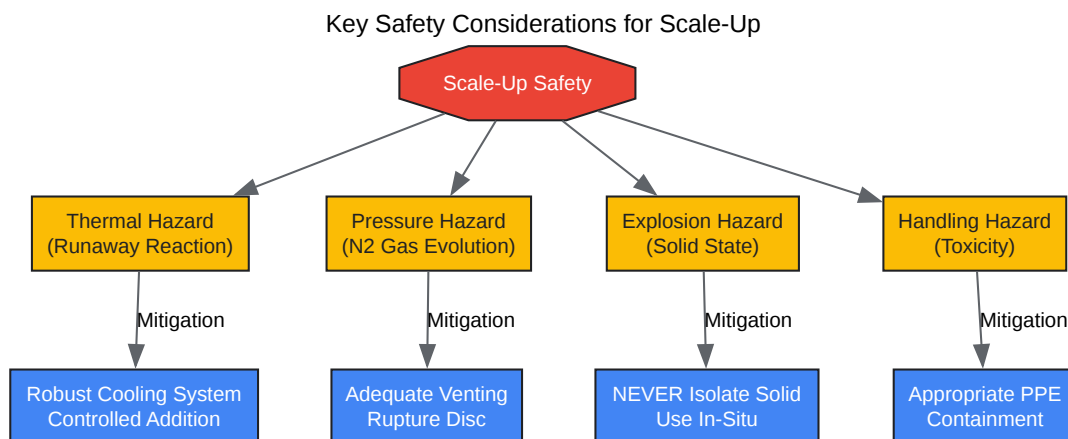 Key Safety Considerations for Scale-Up
Scale-Up Safety
Thermal Hazard
(Runaway Reaction)
Pressure Hazard
(N2 Gas Evolution)
Explosion Hazard
(Solid State)
Handling Hazard
(Toxicity)
Mitigation
Mitigation
Mitigation
Mitigation
Robust Cooling System
Controlled Addition
Adequate Venting
Rupture Disc
NEVER Isolate Solid
Use In-Situ
Appropriate PPE
Containment